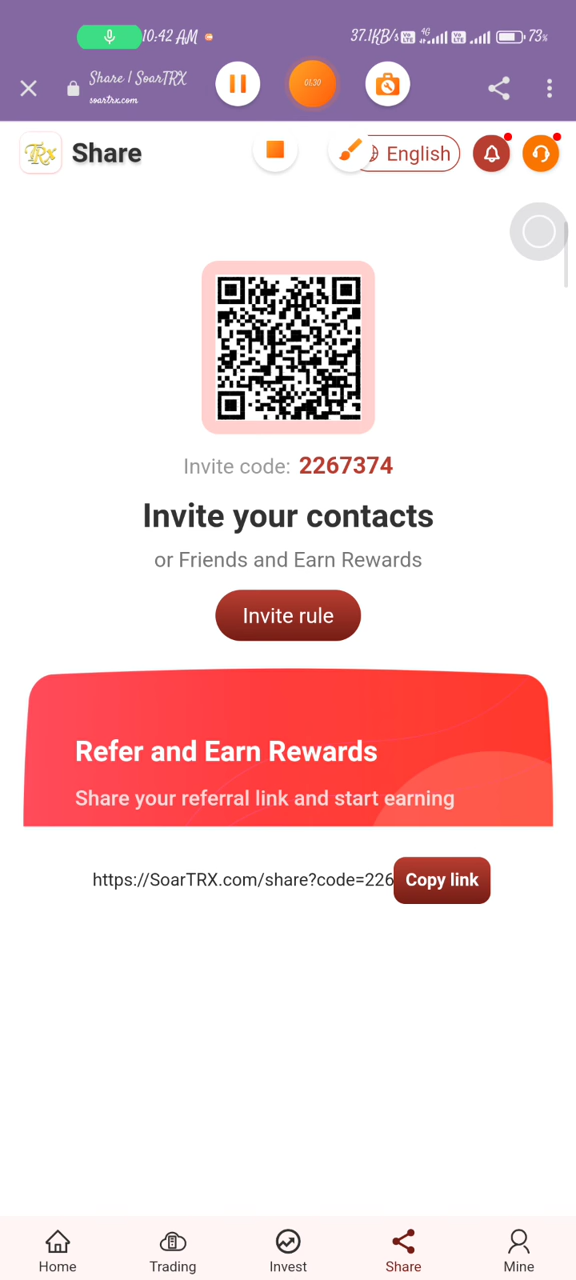 10:42 AM
37.1KB/s 4G 73%
Share | SoarTRX
soartrx.com
01:30
TRx Share English
Invite code: 2267374
Invite your contacts
or Friends and Earn Rewards
Invite rule
Refer and Earn Rewards
Share your referral link and start earning
https://SoarTRX.com/share?code=226 Copy link
Home Trading Invest Share Mine